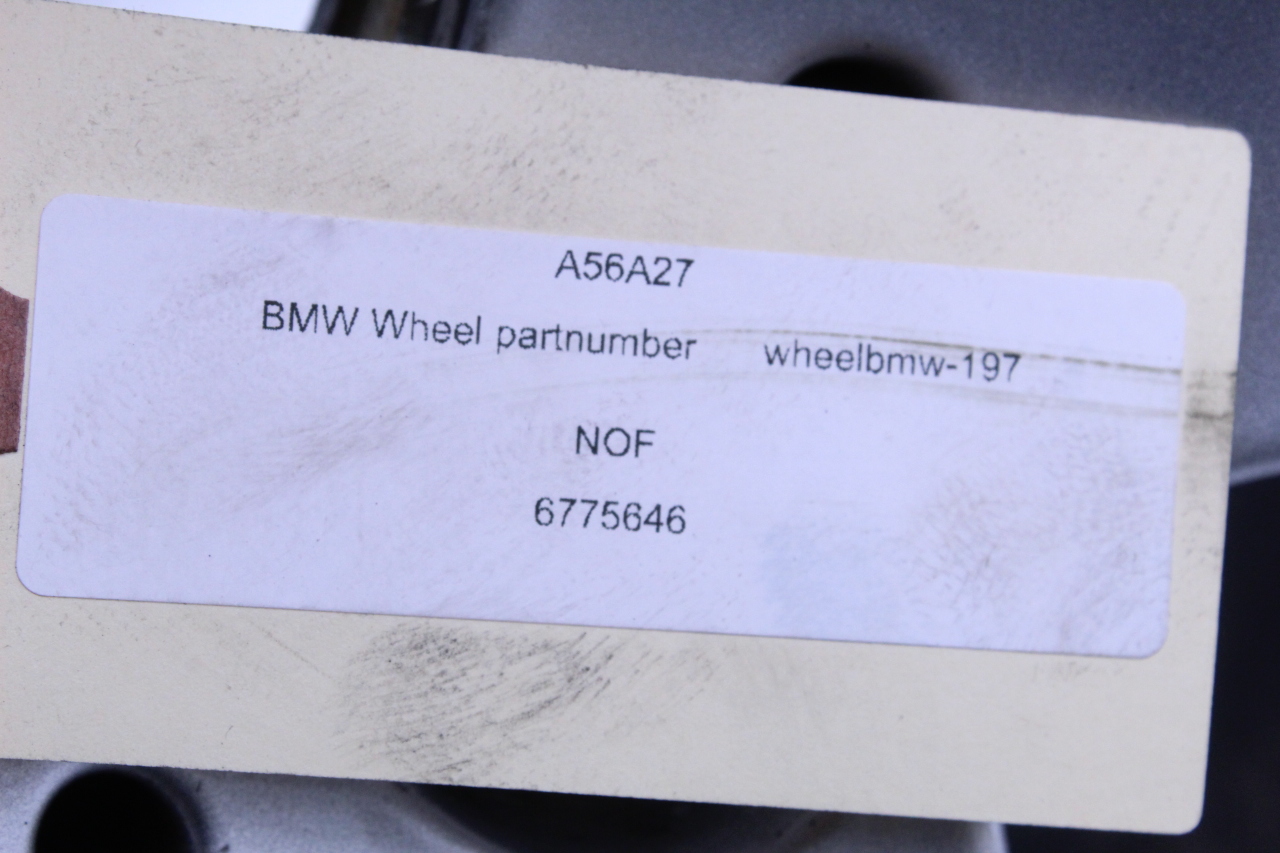 A56A27
BMW Wheel partnumber wheelbmw-197
NOF
6775646